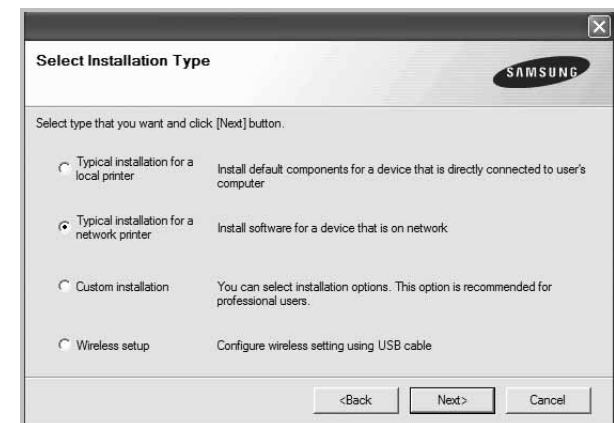 Select Installation Type
SAMSUNG
Select type that you want and click [Next] button.
Typical installation for a
local printer
Install default components for a device that is directly connected to user's
computer
Typical installation for a
network printer
Install software for a device that is on network
Custom installation
You can select installation options. This option is recommended for
professional users.
Wireless setup
Configure wireless setting using USB cable
<Back
Next>
Cancel